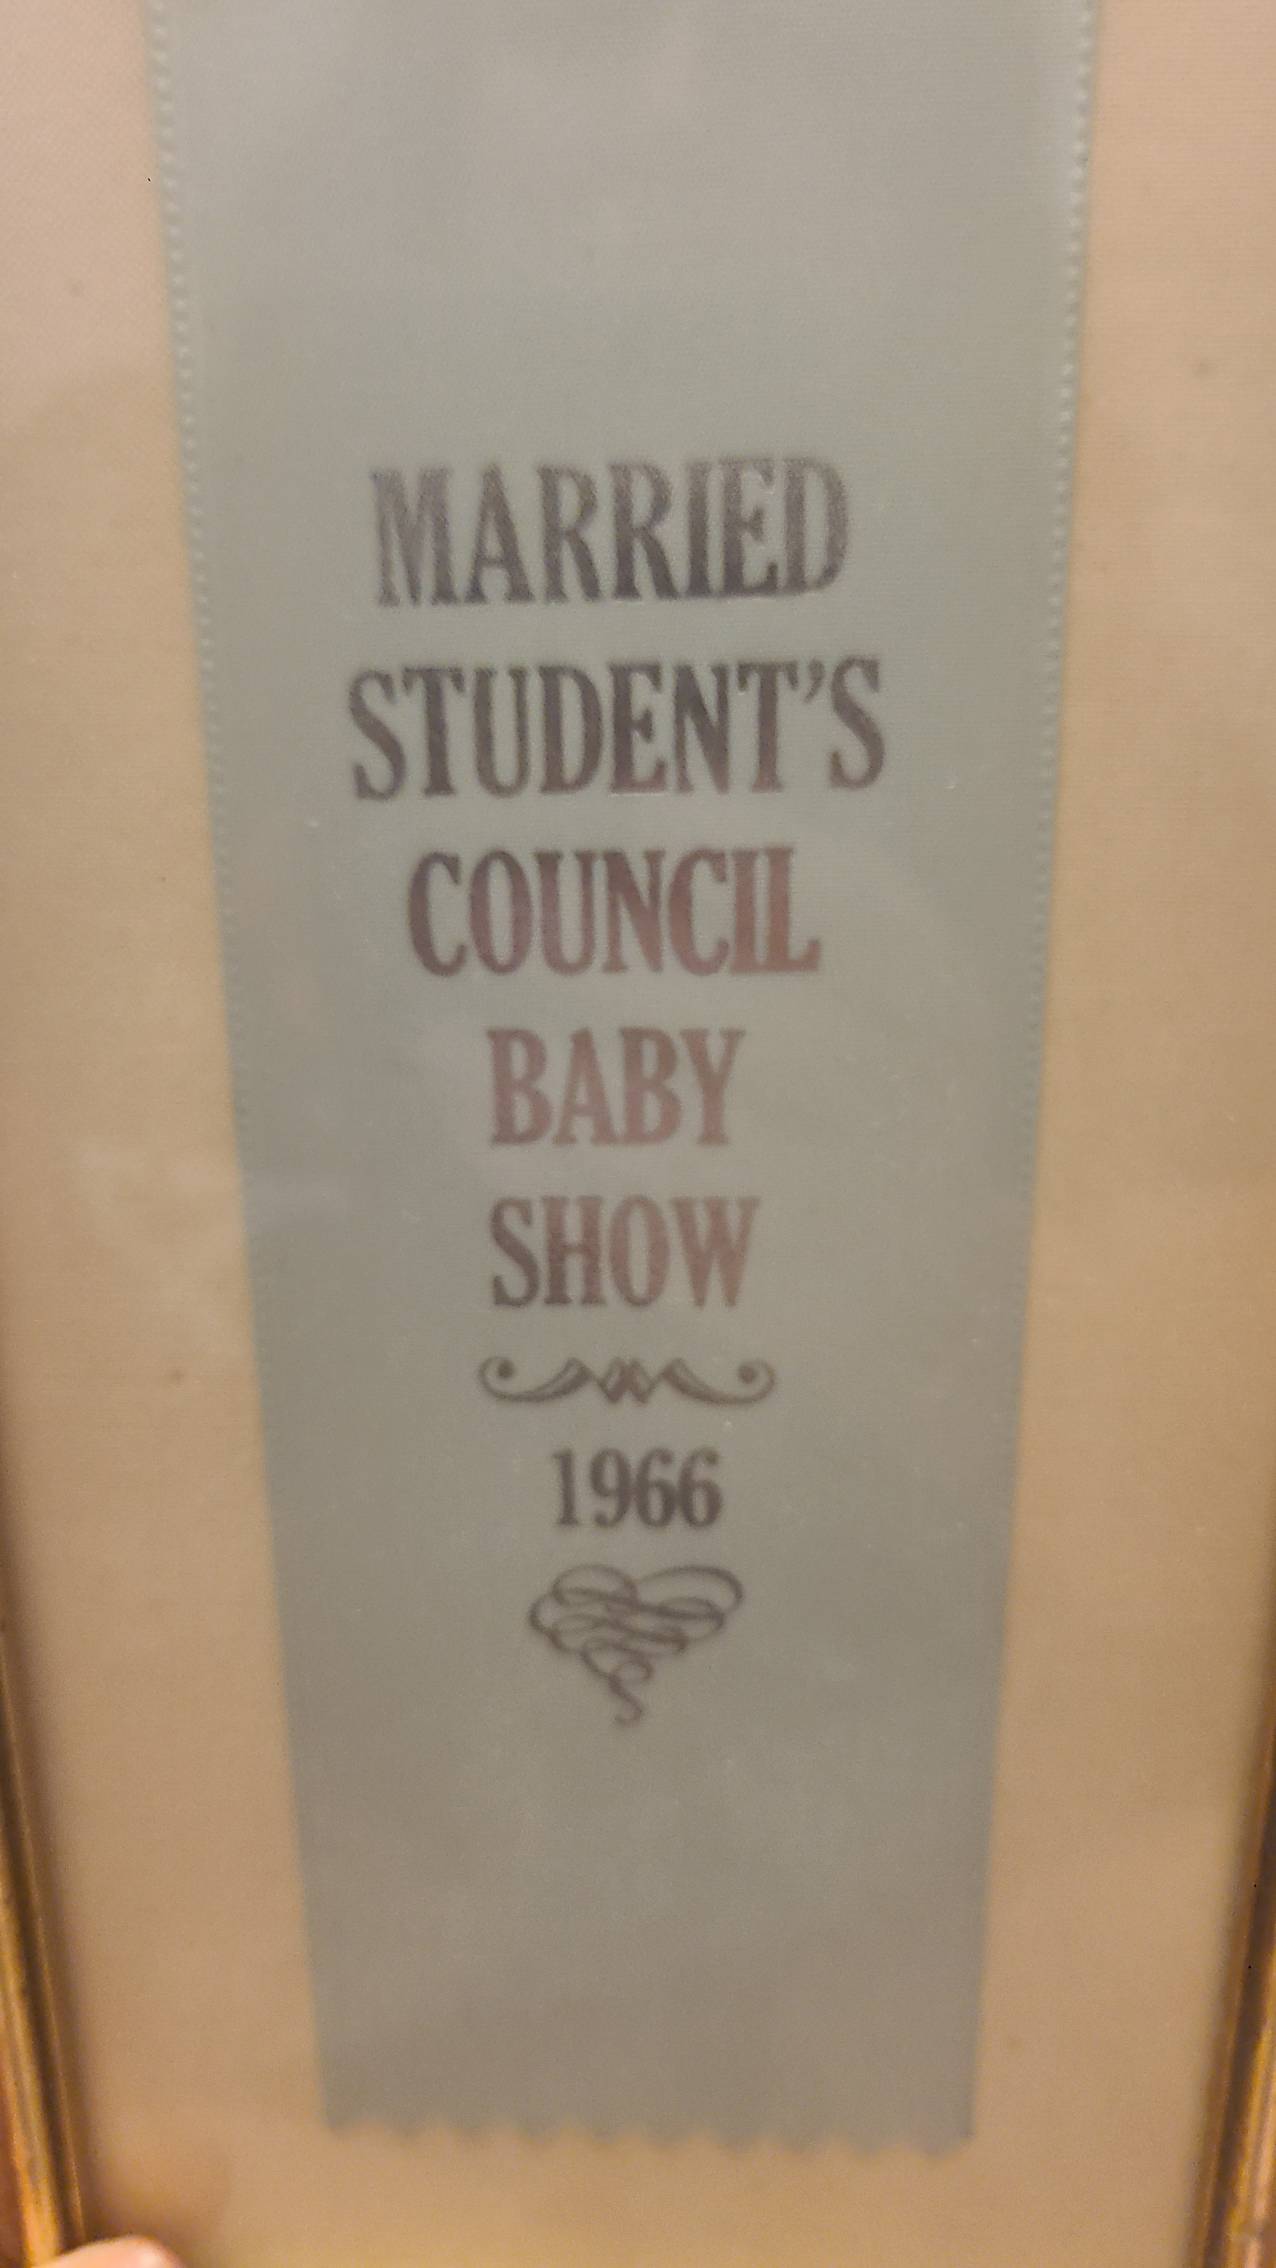 MARRIED
STUDENT'S
COUNCIL
BABY
SHOW
1966